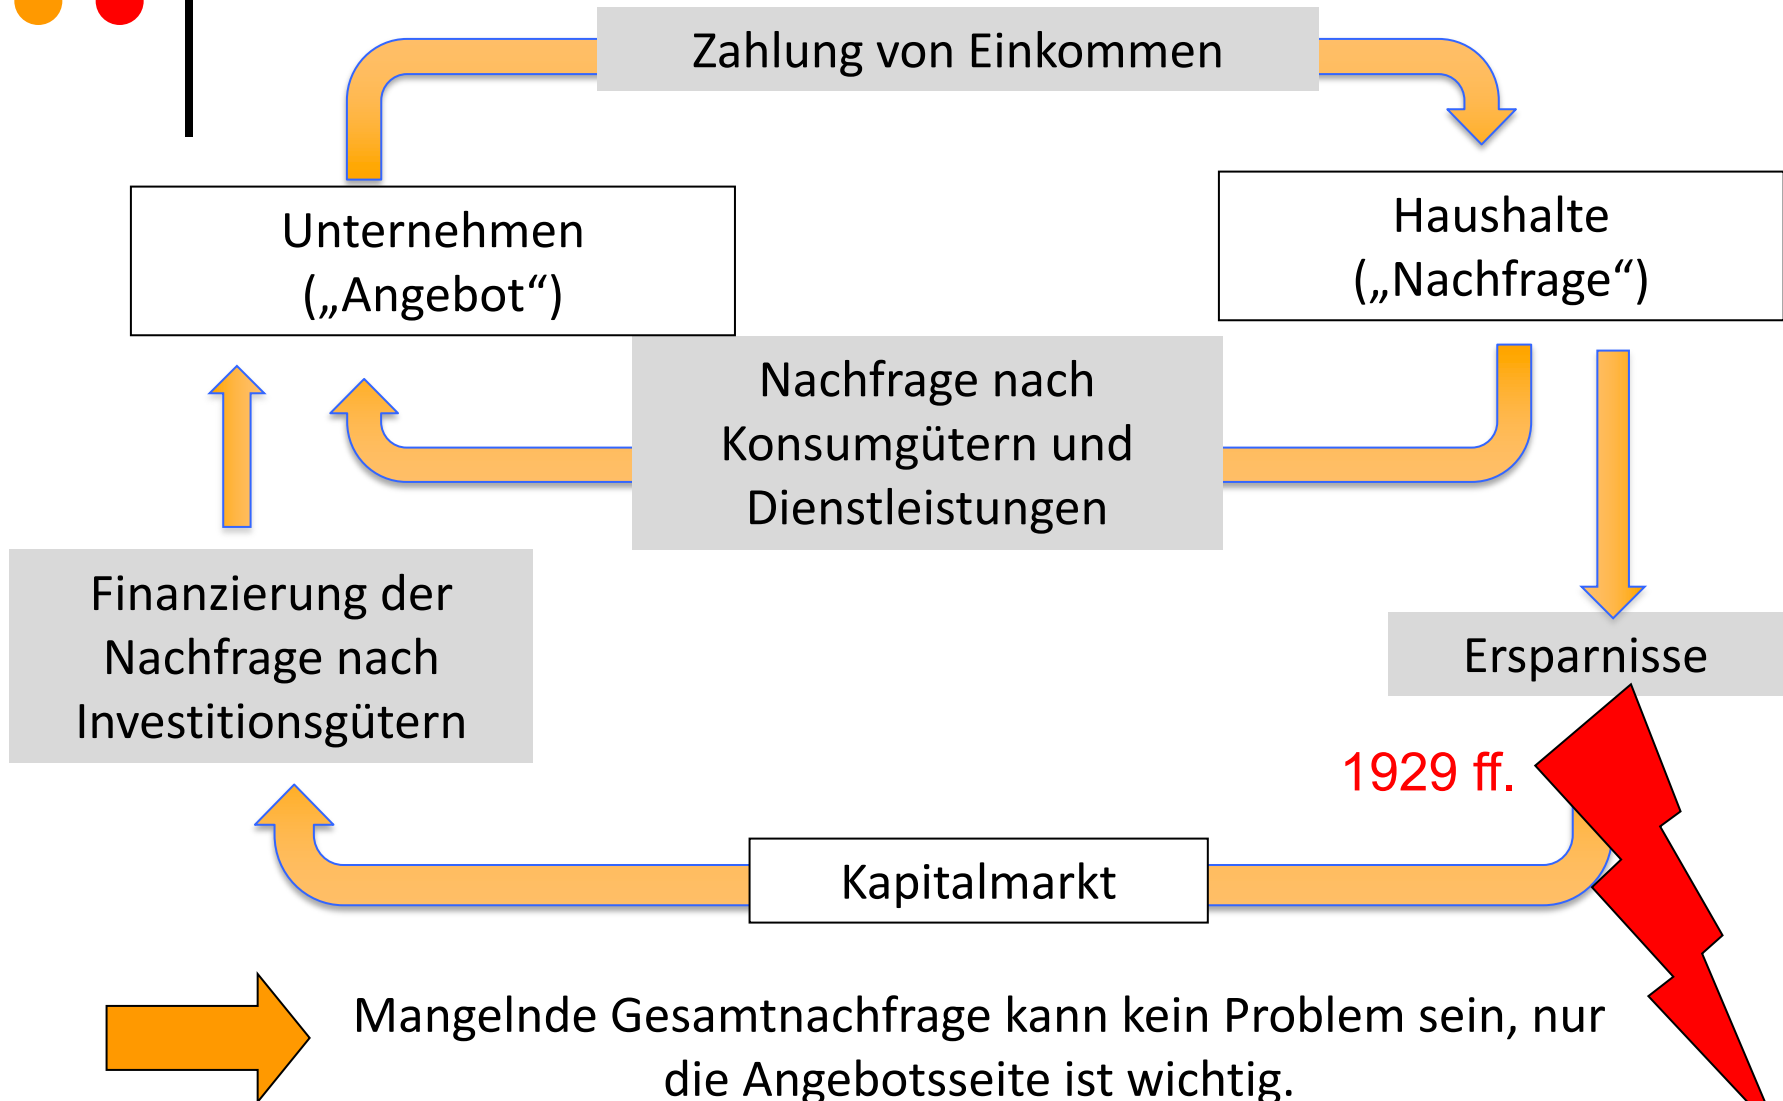 Zahlung von Einkommen
Unternehmen
(„Angebot“)
Haushalte
(„Nachfrage“)
Nachfrage nach
Konsumgütern und
Dienstleistungen
Finanzierung der
Nachfrage nach
Investitionsgütern
Ersparnisse
1929 ff.
Kapitalmarkt
Mangelnde Gesamtnachfrage kann kein Problem sein, nur
die Angebotsseite ist wichtig.